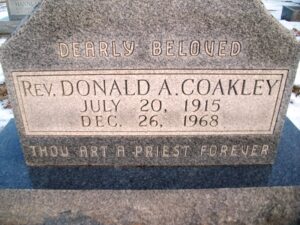 DEARLY BELOVED
REV. DONALD A. COAKLEY
JULY 20, 1915
DEC. 26, 1968
THOU ART A PRIEST FOREVER